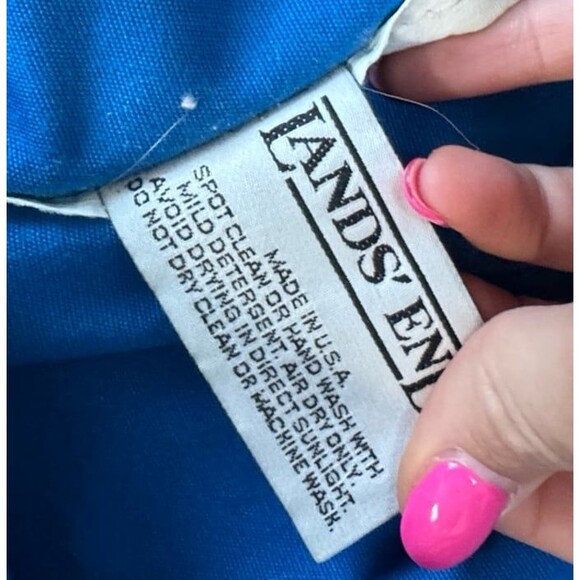 LANDS' END
MADE IN U.S.A.
SPOT CLEAN OR HAND WASH WITH
MILD DETERGENT. AIR DRY ONLY.
AVOID DRYING IN DIRECT SUNLIGHT.
DO NOT DRY CLEAN OR MACHINE WASH.